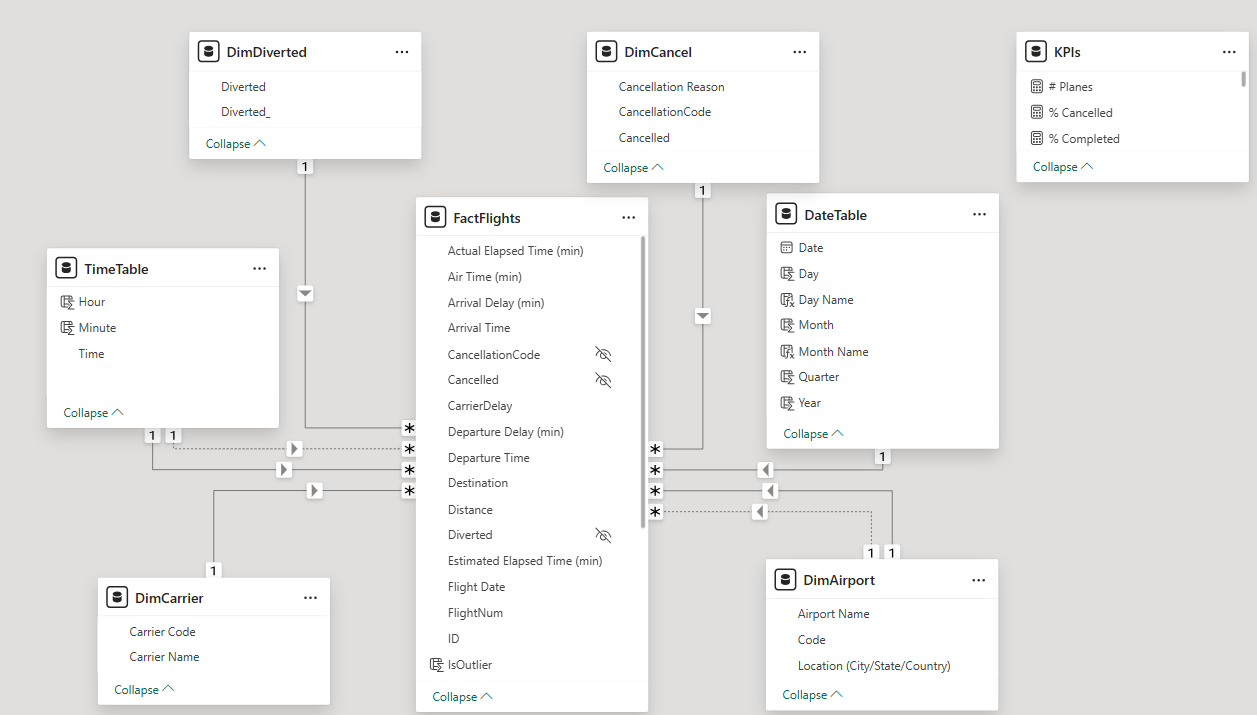 DimDiverted
Diverted
Diverted_
Collapse
1
DimCancel
Cancellation Reason
CancellationCode
Cancelled
Collapse
1
KPIs
# Planes
% Cancelled
% Completed
Collapse
TimeTable
Hour
Minute
Time
Collapse
1 1
FactFlights
Actual Elapsed Time (min)
Air Time (min)
Arrival Delay (min)
Arrival Time
CancellationCode
Cancelled
CarrierDelay
Departure Delay (min)
Departure Time
Destination
Distance
Diverted
Estimated Elapsed Time (min)
Flight Date
FlightNum
ID
IsOutlier
Collapse
*
*
*
*
*
*
*
*
DateTable
Date
Day
Day Name
Month
Month Name
Quarter
Year
Collapse
1
1
DimCarrier
Carrier Code
Carrier Name
Collapse
1 1
DimAirport
Airport Name
Code
Location (City/State/Country)
Collapse